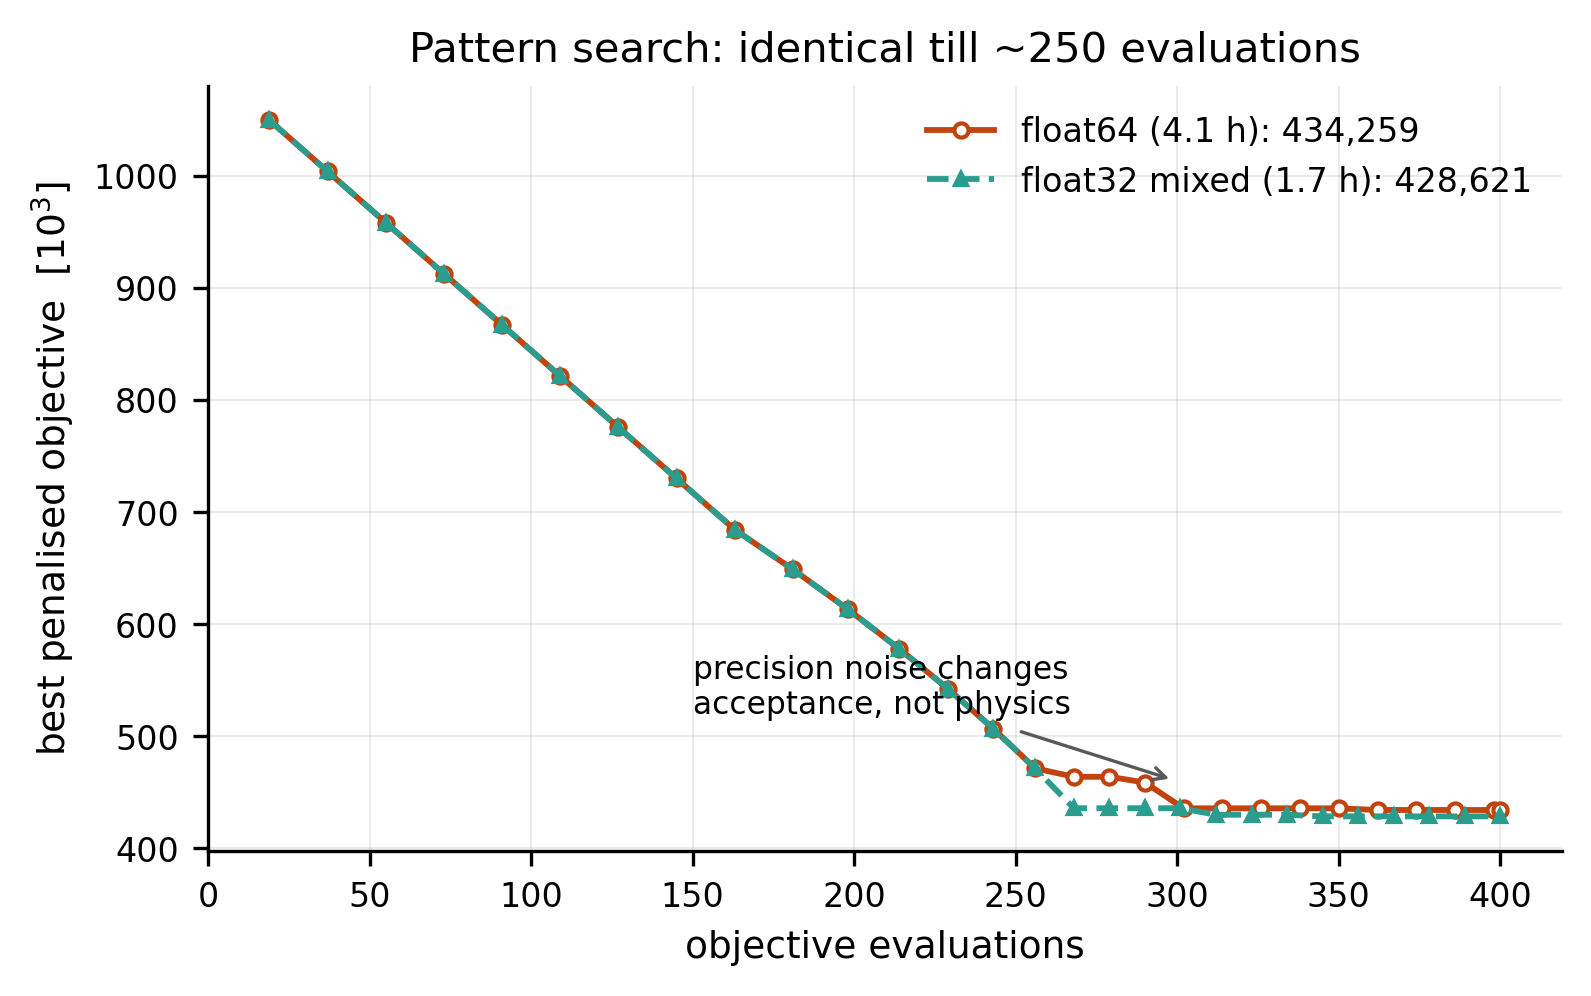 Pattern search: identical till ~250 evaluations
float64 (4.1 h): 434,259
float32 mixed (1.7 h): 428,621
best penalised objective [10³]
1000
900
800
700
600
500
400
precision noise changes
acceptance, not physics
0 50 100 150 200 250 300 350 400
objective evaluations